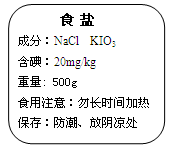 食 盐
成分：NaCl KIO₃
含碘：20mg/kg
重量：500g
食用注意：勿长时间加热
保存：防潮、放阴凉处